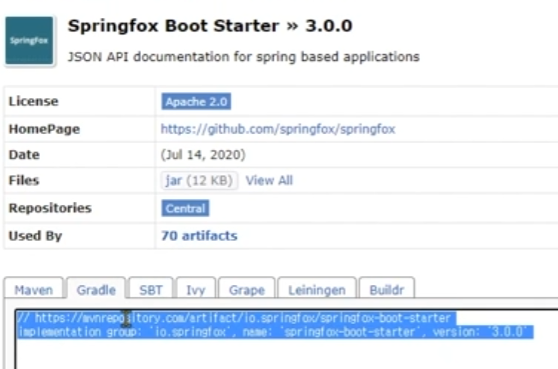 SpringFox
Springfox Boot Starter » 3.0.0
JSON API documentation for spring based applications
License Apache 2.0
HomePage https://github.com/springfox/springfox
Date (Jul 14, 2020)
Files jar (12 KB) View All
Repositories Central
Used By 70 artifacts
Maven Gradle SBT Ivy Grape Leiningen Buildr
// https://mvnrepository.com/artifact/io.springfox/springfox-boot-starter
implementation group: 'io.springfox', name: 'springfox-boot-starter', version: '3.0.0'